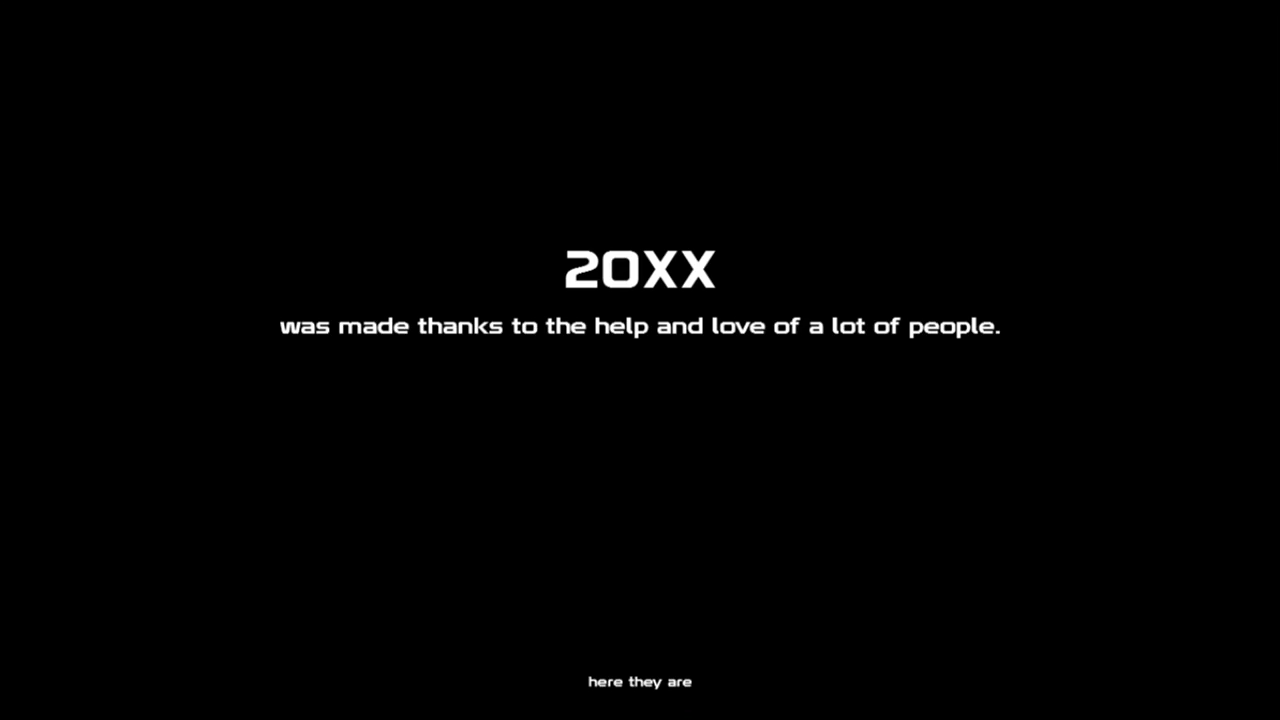 20XX
was made thanks to the help and love of a lot of people.
here they are